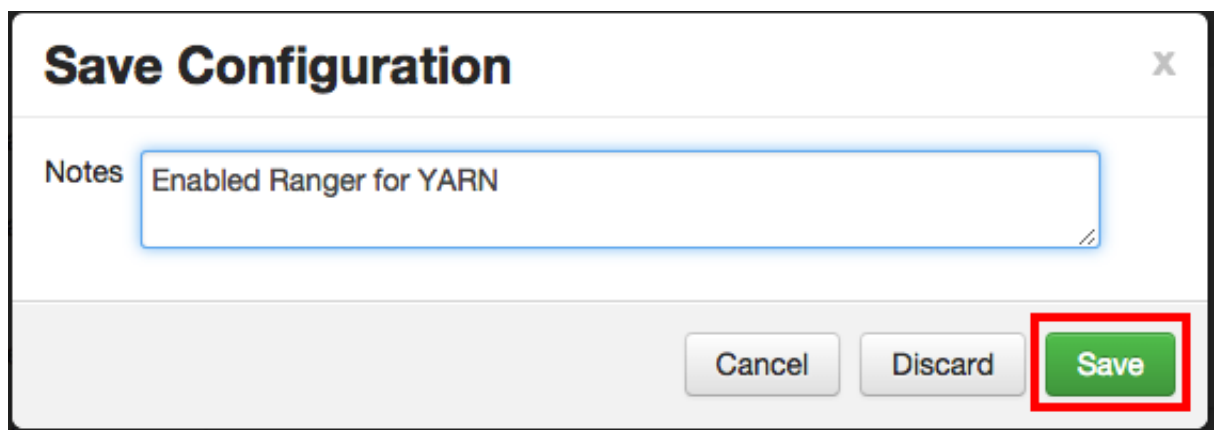 Save Configuration
x
Notes
Enabled Ranger for YARN
Cancel
Discard
Save